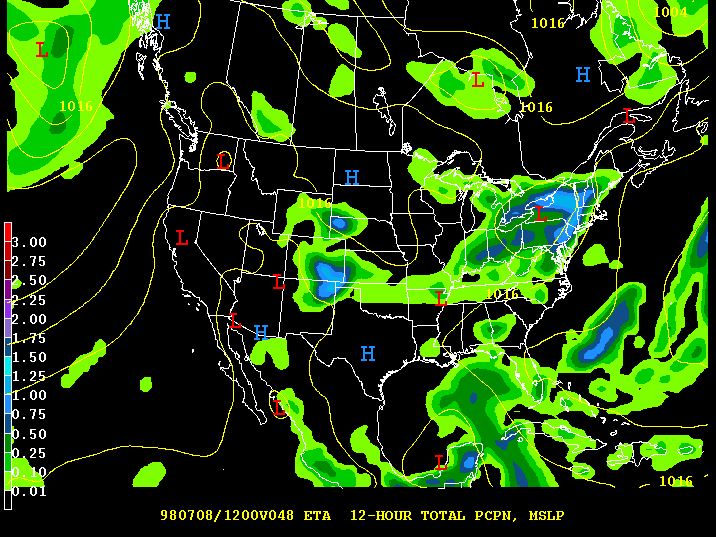 H
1004
1016
L
H
L
1016
1016
L
L
H
1016
L
L
L
3.00
2.75
2.50
2.25
2.00
1.75
1.50
1.25
1.00
0.75
0.50
0.25
0.10
0.01
1016
L
L
H
H
L
L
1016
980708/1200V048 ETA 12-HOUR TOTAL PCPN, MSLP